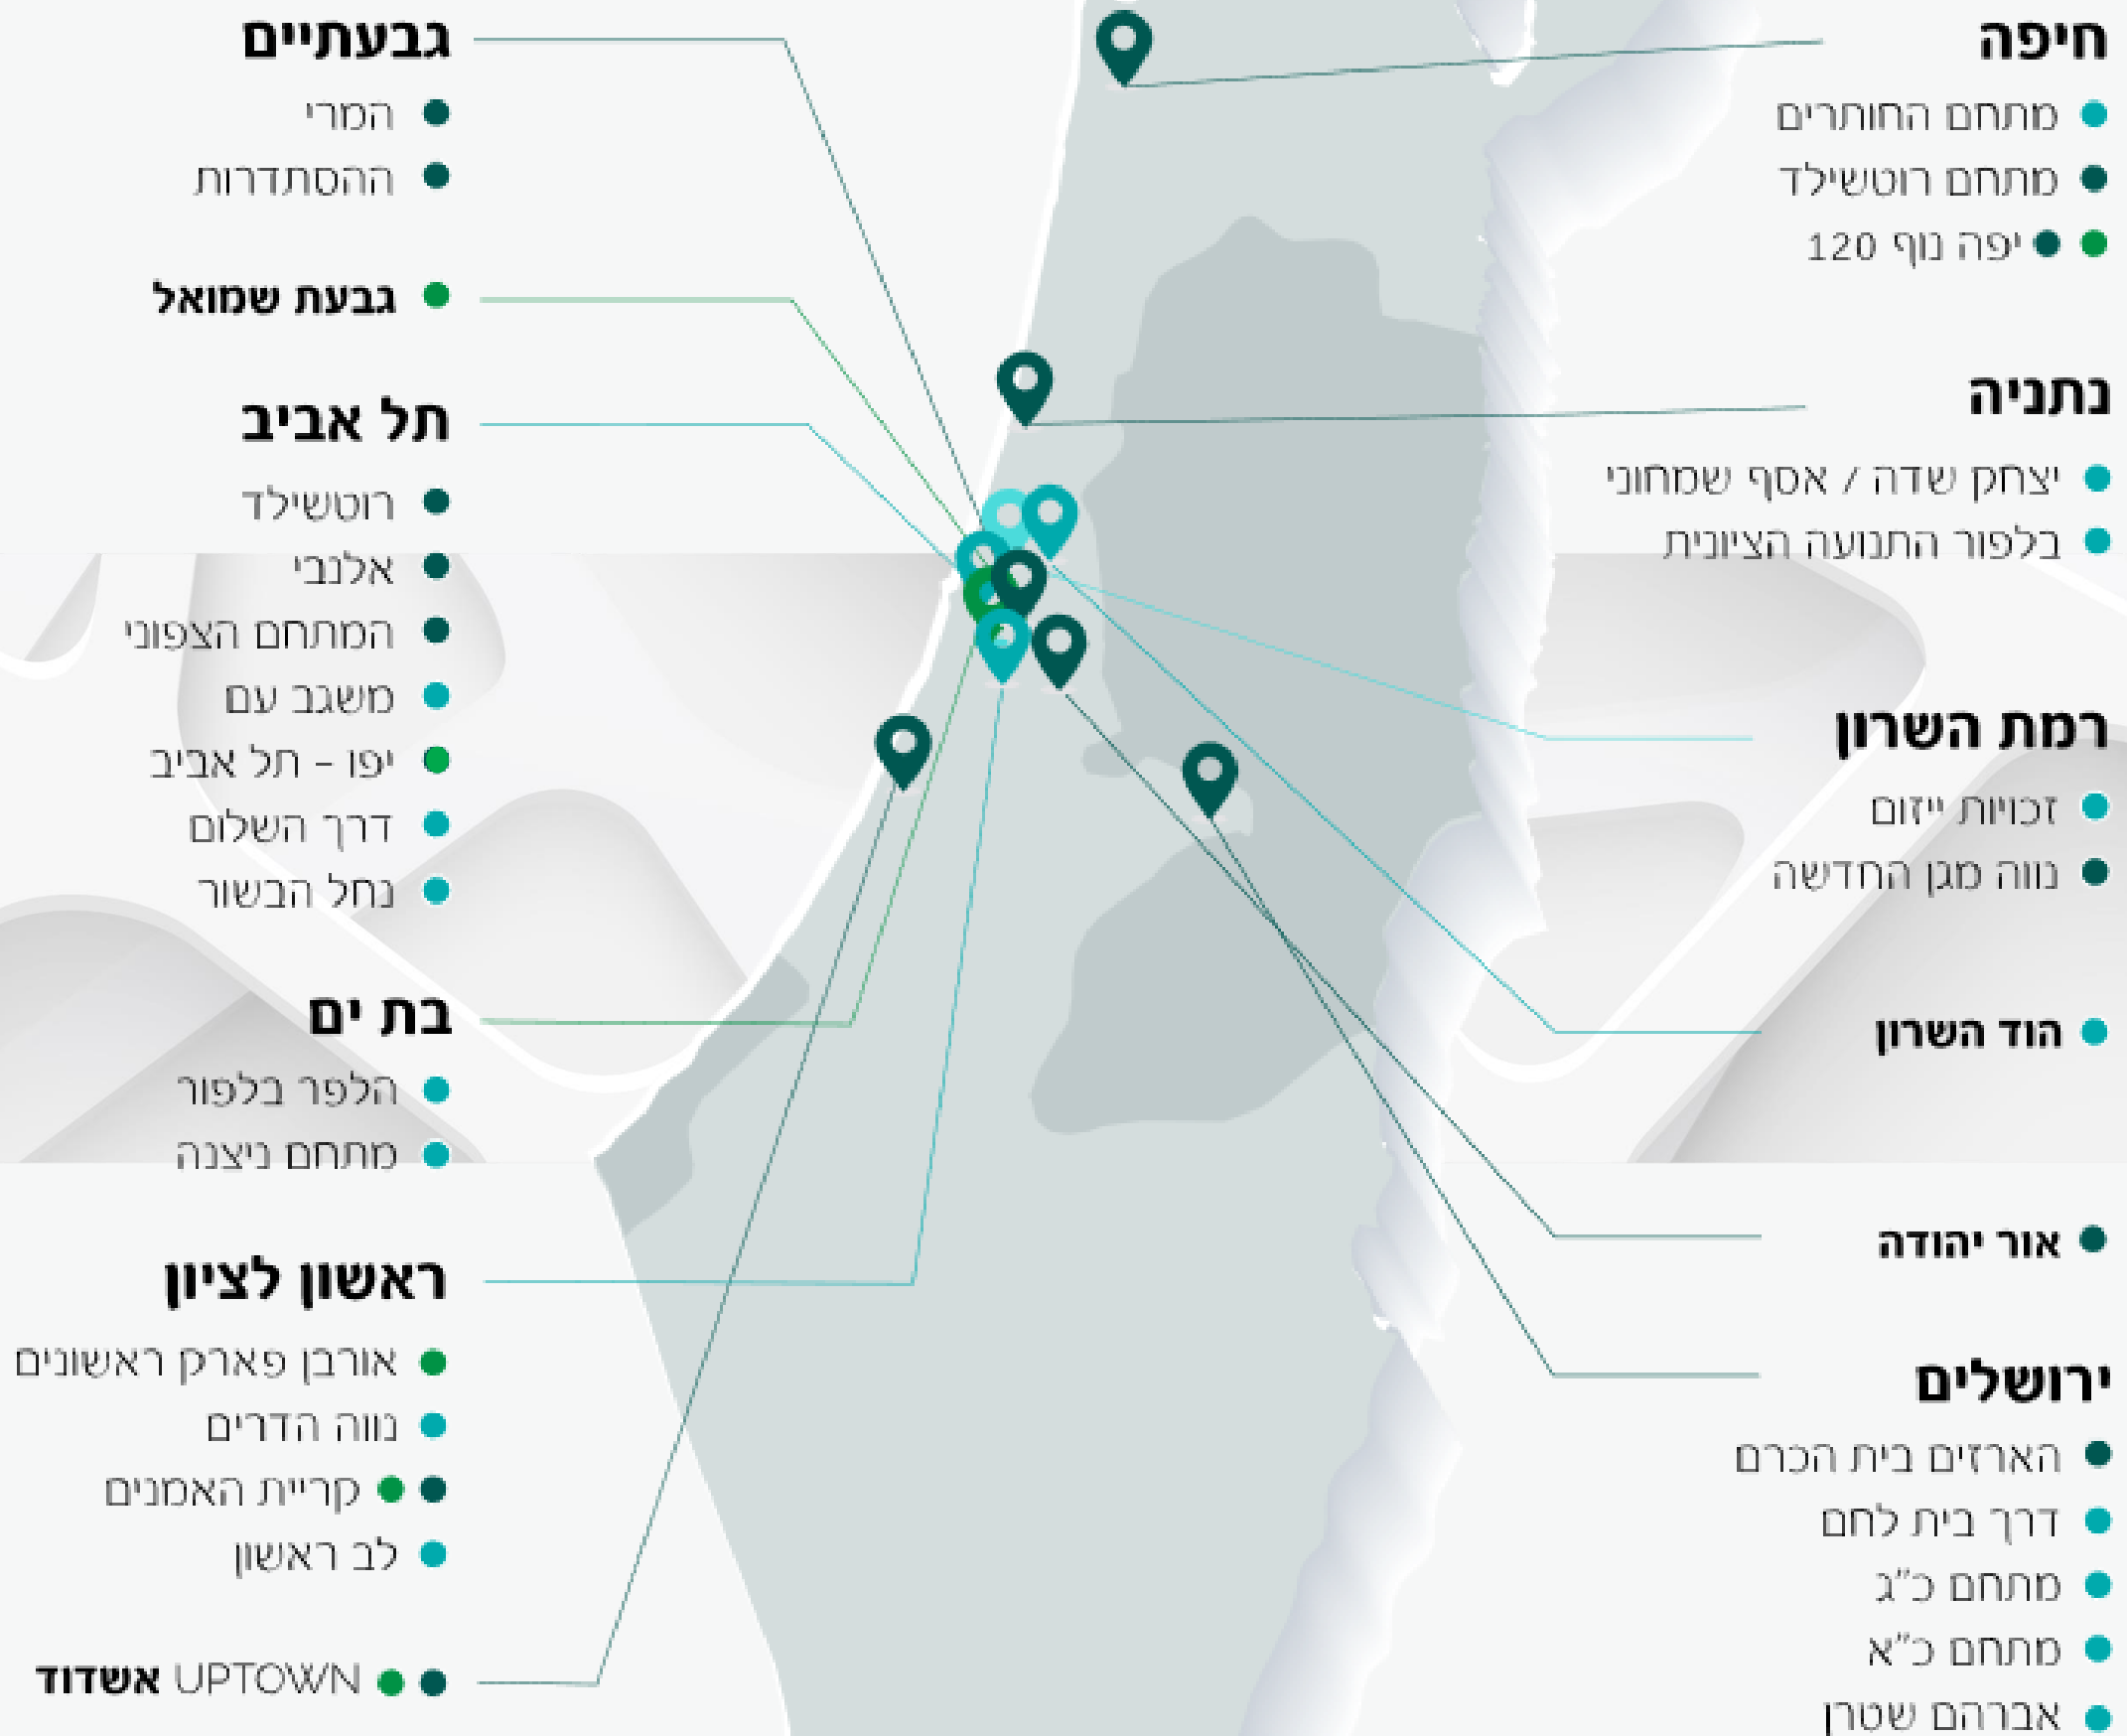 חיפה
מתחם החותרים
מתחם רוטשילד
יפה נוף 120
נתניה
יצחק שדה / אסף שמחוני
בלפור התנועה הציונית
רמת השרון
זכויות ייזום
נווה מגן החדשה
הוד השרון
אור יהודה
ירושלים
הארזים בית הכרם
דרך בית לחם
מתחם כ"ג
מתחם כ"א
אברהם שטרן
גבעתיים
המרי
ההסתדרות
גבעת שמואל
תל אביב
רוטשילד
אלנבי
המתחם הצפוני
משגב עם
יפו - תל אביב
דרך השלום
נחל הבשור
בת ים
הלפר בלפור
מתחם ניצנה
ראשון לציון
אורבן פארק ראשונים
נווה הדרים
קריית האמנים
לב ראשון
UPTOWN אשדוד